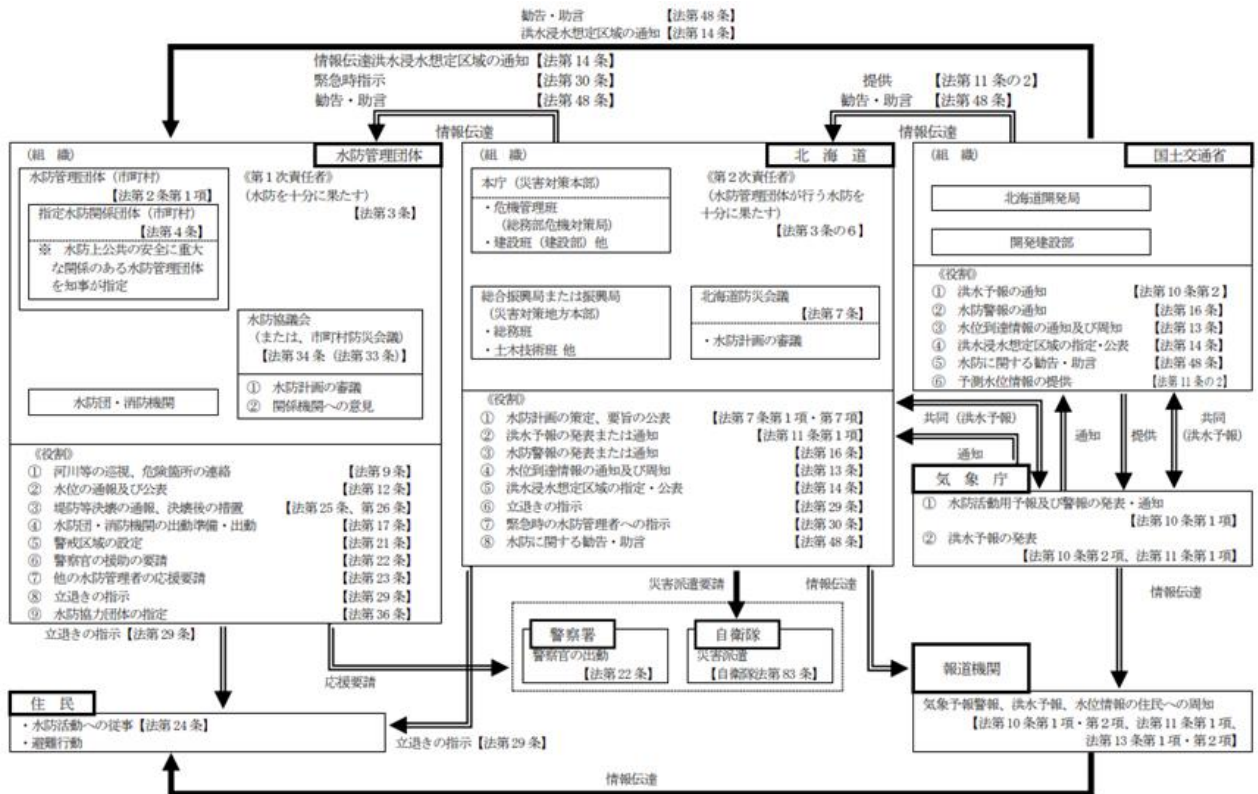 勧告・助言 【法第48条】
洪水浸水想定区域の通知【法第14条】
情報伝達洪水浸水想定区域の通知【法第14条】
緊急時指示 【法第30条】
勧告・助言 【法第48条】
提供 【法第11条の2】
勧告・助言 【法第48条】
情報伝達
情報伝達
情報伝達
(組 織)
水防管理団体
水防管理団体(市町村)
【法第2条第1項】
指定水防関係団体(市町村)
【法第4条】
※ 水防上公共の安全に重大
な関係のある水防管理団体
を知事が指定
《第1次責任者》
(水防を十分に果たす)
【法第3条】
水防協議会
(または、市町村防災会議)
【法第34条(法第33条)】
① 水防計画の審議
② 関係機関への意見
水防団・消防機関
《役割》
① 河川等の巡視、危険箇所の連絡 【法第9条】
② 水位の通報及び公表 【法第12条】
③ 堤防等決壊の通報、決壊後の措置 【法第25条、第26条】
④ 水防団・消防機関の出動準備・出動 【法第17条】
⑤ 警戒区域の設定 【法第21条】
⑥ 警察官の援助の要請 【法第22条】
⑦ 他の水防管理者の応援要請 【法第23条】
⑧ 立退きの指示 【法第29条】
⑨ 水防協力団体の指定 【法第36条】
(組 織)
北 海 道
本庁(災害対策本部)
・危機管理班
(総務部危機対策局)
・建設班(建設部)他
《第2次責任者》
(水防管理団体が行う水防を
十分に果たす)
【法第3条の6】
総合振興局または振興局
(災害対策地方本部)
・総務班
・土木技術班 他
北海道防災会議
【法第7条】
・水防計画の審議
《役割》
① 水防計画の策定、要旨の公表 【法第7条第1項・第7項】
② 洪水予報の発表または通知 【法第11条第1項】
③ 水防警報の発表または通知 【法第16条】
④ 水位到達情報の通知及び周知 【法第13条】
⑤ 洪水浸水想定区域の指定・公表 【法第14条】
⑥ 立退きの指示 【法第29条】
⑦ 緊急時の水防管理者への指示 【法第30条】
⑧ 水防に関する勧告・助言 【法第48条】
(組 織)
国土交通省
北海道開発局
開発建設部
《役割》
① 洪水予報の通知 【法第10条第2】
② 水防警報の通知 【法第16条】
③ 水位到達情報の通知及び周知 【法第13条】
④ 洪水浸水想定区域の指定・公表 【法第14条】
⑤ 水防に関する勧告・助言 【法第48条】
⑥ 予測水位情報の提供 【法第11条の2】
共同(洪水予報)
通知
通知
提供
共同
(洪水予報)
気 象 庁
① 水防活動用予報及び警報の発表・通知
【法第10条第1項】
② 洪水予報の発表
【法第10条第2項、法第11条第1項】
立退きの指示【法第29条】
応援要請
災害派遣要請
情報伝達
情報伝達
警察署
警察官の出動
【法第22条】
自衛隊
災害派遣
【自衛隊法第83条】
報道機関
気象予報警報、洪水予報、水位情報の住民への周知
【法第10条第1項・第2項、法第11条第1項、
法第13条第1項・第2項】
住 民
・水防活動への従事【法第24条】
・避難行動
立退きの指示【法第29条】
情報伝達